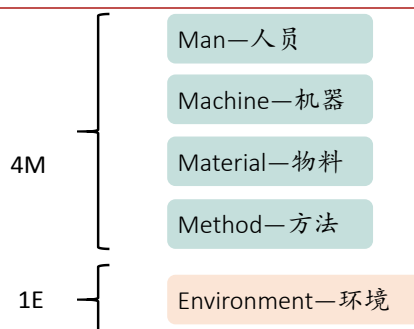 Man—人员
Machine—机器
4M
Material—物料
Method—方法
1E
Environment—环境